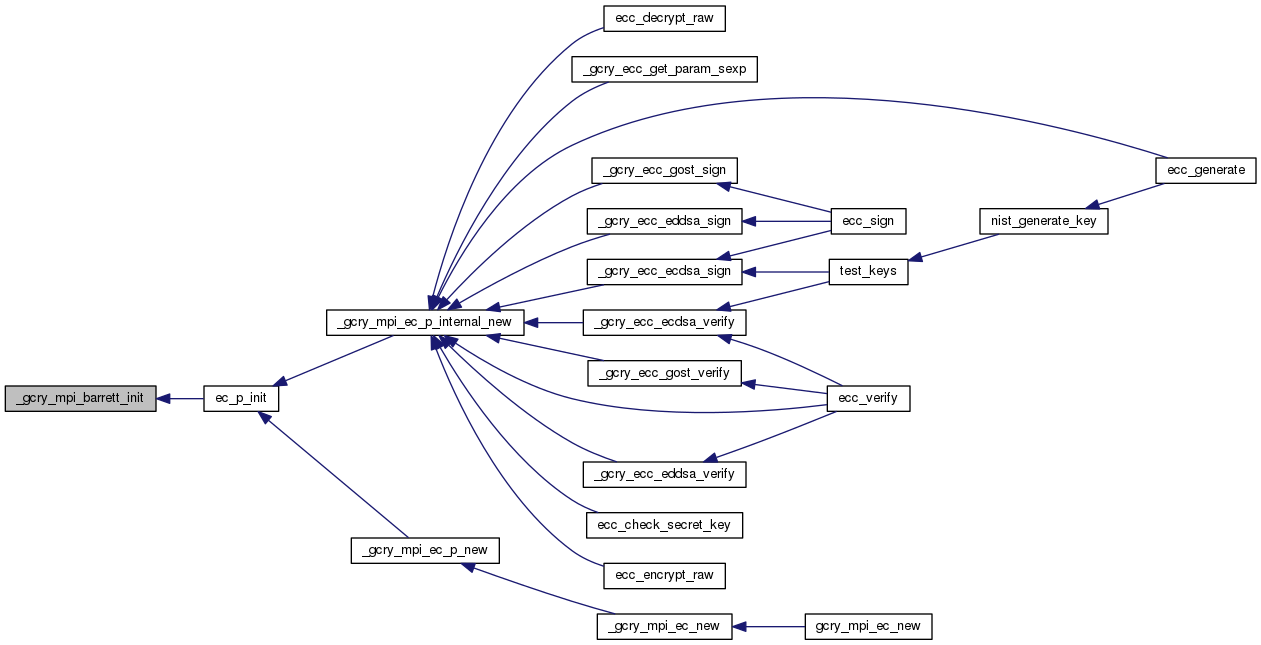 ecc_decrypt_raw
_gcry_ecc_get_param_sexp
ecc_generate
_gcry_ecc_gost_sign
_gcry_ecc_eddsa_sign
ecc_sign
nist_generate_key
_gcry_ecc_ecdsa_sign
test_keys
_gcry_mpi_ec_p_internal_new
_gcry_ecc_ecdsa_verify
_gcry_ecc_gost_verify
_gcry_mpi_barrett_init
ec_p_init
ecc_verify
_gcry_ecc_eddsa_verify
ecc_check_secret_key
_gcry_mpi_ec_p_new
ecc_encrypt_raw
_gcry_mpi_ec_new
gcry_mpi_ec_new